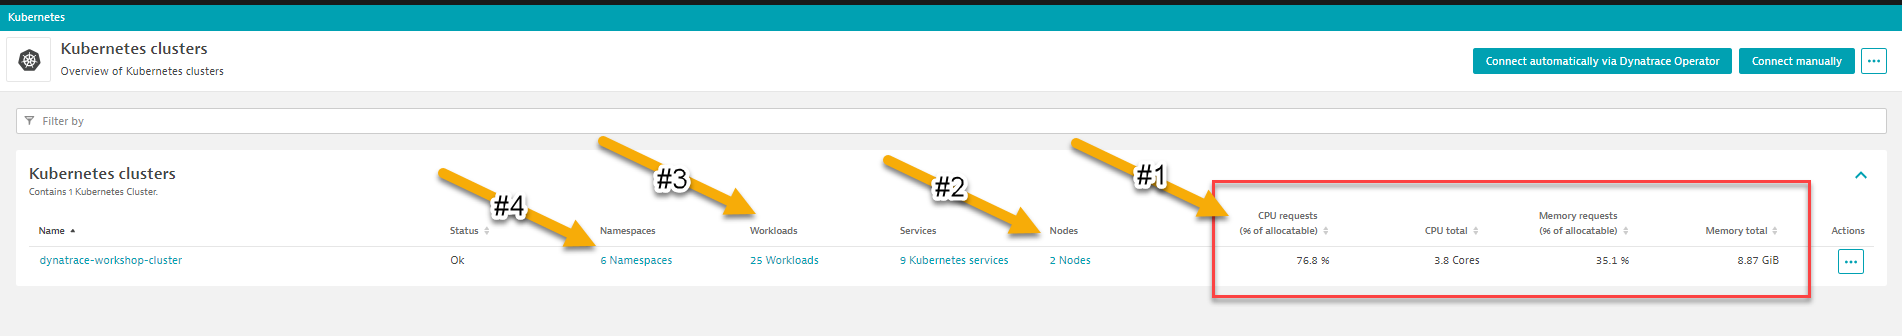 Kubernetes
Kubernetes clusters
Overview of Kubernetes clusters
Connect automatically via Dynatrace Operator
Connect manually
Filter by
#1
#2
#3
#4
Kubernetes clusters
Contains 1 Kubernetes Cluster.
Name
Status
Namespaces
Workloads
Services
Nodes
CPU requests
(% of allocatable)
CPU total
Memory requests
(% of allocatable)
Memory total
Actions
dynatrace-workshop-cluster
Ok
6 Namespaces
25 Workloads
9 Kubernetes services
2 Nodes
76.8 %
3.8 Cores
35.1 %
8.87 GiB